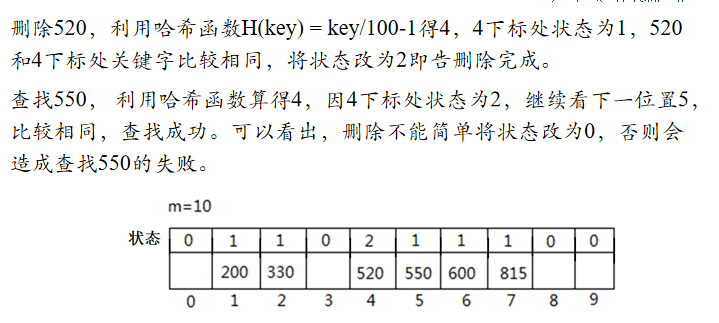 删除520，利用哈希函数H(key) = key/100-1得4，4下标处状态为1，520
和4下标处关键字比较相同，将状态改为2即告删除完成。
查找550， 利用哈希函数算得4，因4下标处状态为2，继续看下一位置5，
比较相同，查找成功。可以看出，删除不能简单将状态改为0，否则会
造成查找550的失败。
m=10
状态 0 1 1 0 2 1 1 1 0 0
200 330 520 550 600 815
0 1 2 3 4 5 6 7 8 9